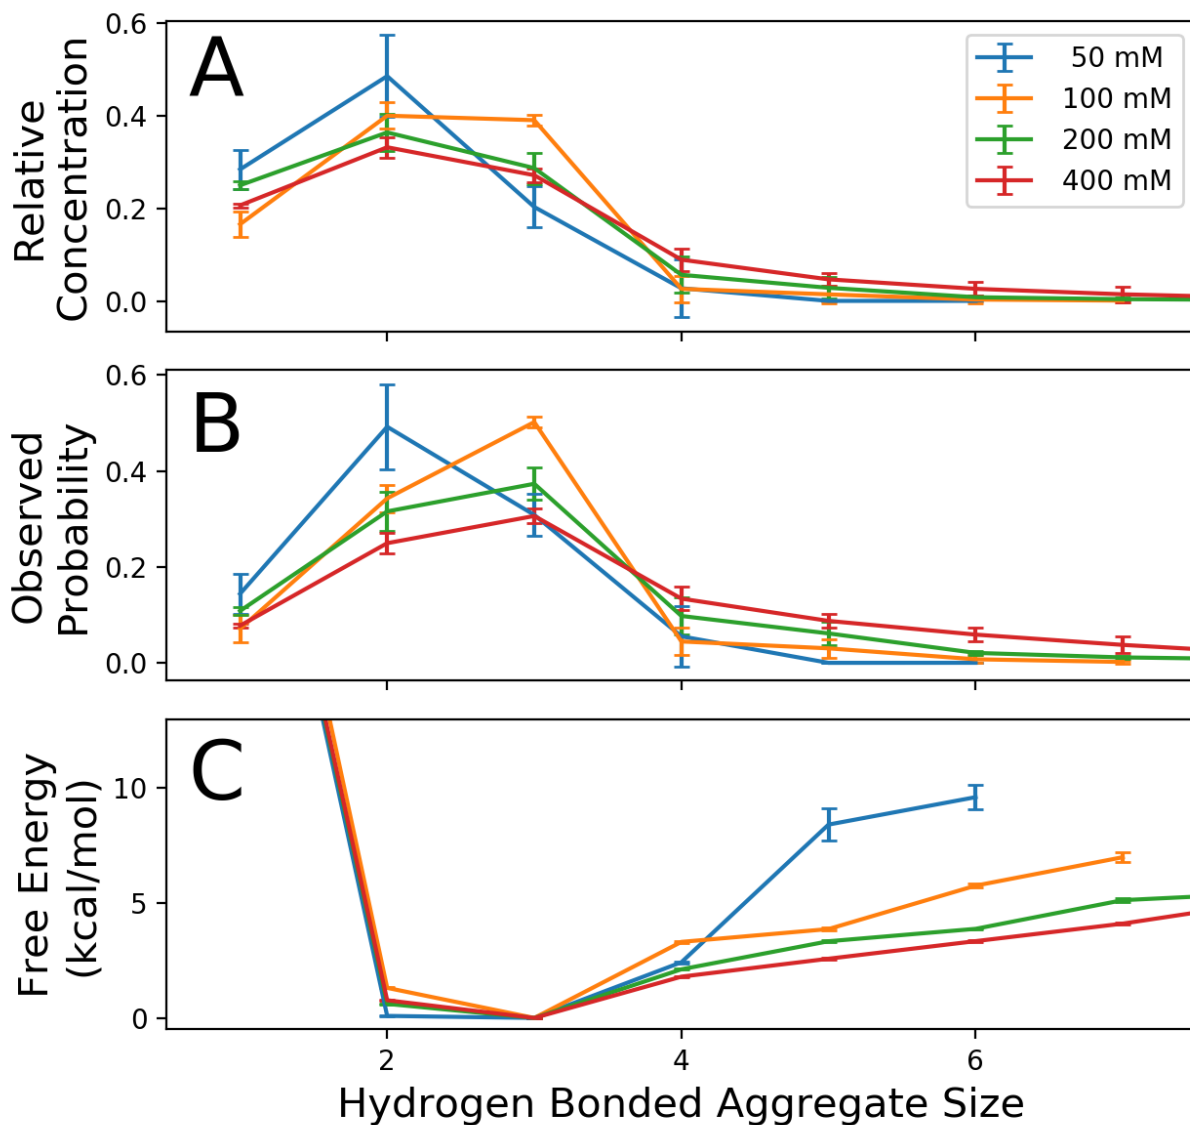 0.6
0.4
0.2
0.0
Relative
Concentration
A
50 mM
100 mM
200 mM
400 mM
0.6
0.4
0.2
0.0
Observed
Probability
B
10
5
0
Free Energy
(kcal/mol)
C
2
4
6
Hydrogen Bonded Aggregate Size